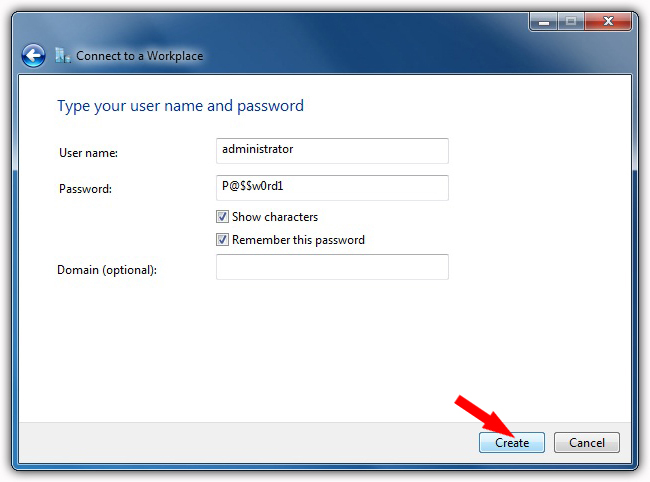 Connect to a Workplace
Type your user name and password
User name: administrator
Password: P@$$w0rd1
Show characters
Remember this password
Domain (optional):
Create Cancel